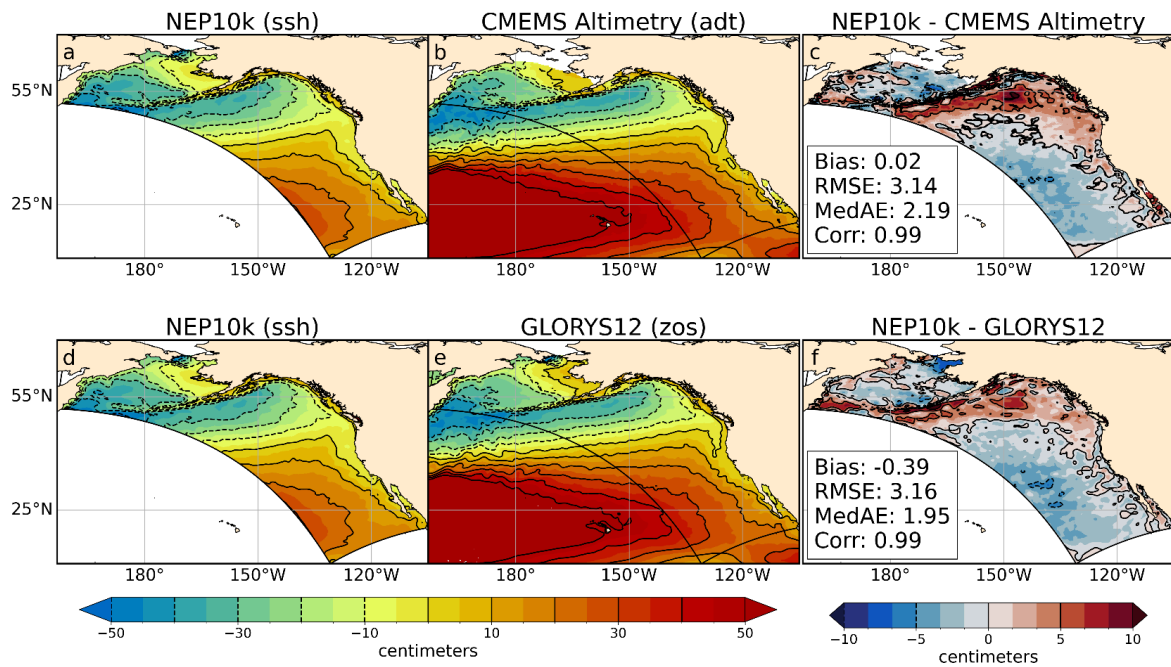 NEP10k (ssh)
CMEMS Altimetry (adt)
NEP10k - CMEMS Altimetry
a
b
c
55°N
25°N
Bias: 0.02
RMSE: 3.14
MedAE: 2.19
Corr: 0.99
180° 150°W 120°W
180° 150°W 120°W
180° 150°W 120°W
NEP10k (ssh)
GLORYS12 (zos)
NEP10k - GLORYS12
d
e
f
55°N
25°N
Bias: -0.39
RMSE: 3.16
MedAE: 1.95
Corr: 0.99
180° 150°W 120°W
180° 150°W 120°W
180° 150°W 120°W
−50 −30 −10 10 30 50
centimeters
−10 −5 0 5 10
centimeters